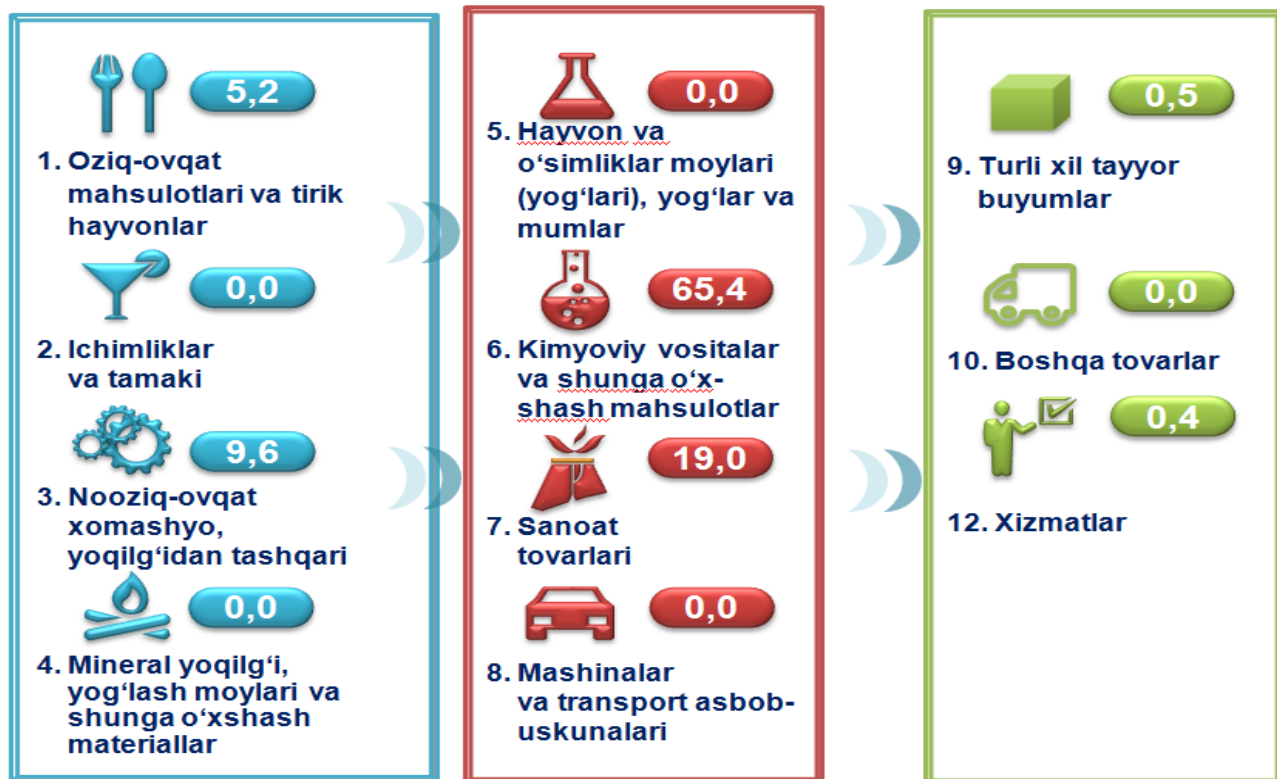 5,2
1. Oziq-ovqat
mahsulotlari va tirik
hayvonlar
0,0
2. Ichimliklar
va tamaki
9,6
3. Nooziq-ovqat
xomashyo,
yoqilg‘idan tashqari
0,0
4. Mineral yoqilg‘i,
yog‘lash moylari va
shunga o‘xshash
materiallar
0,0
5. Hayvon va
o‘simliklar moylari
(yog‘lari), yog‘lar va
mumlar
65,4
6. Kimyoviy vositalar
va shunga o‘x-
shash mahsulotlar
19,0
7. Sanoat
tovarlari
0,0
8. Mashinalar
va transport asbob-
uskunalari
0,5
9. Turli xil tayyor
buyumlar
0,0
10. Boshqa tovarlar
0,4
12. Xizmatlar